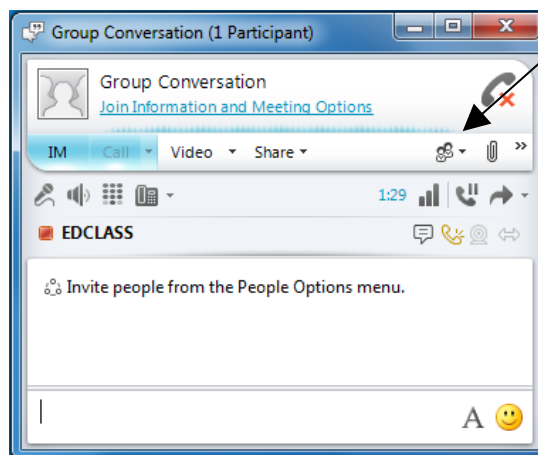 Group Conversation (1 Participant)
Group Conversation
Join Information and Meeting Options
IM Call Video Share
1:29
EDCLASS
Invite people from the People Options menu.
A